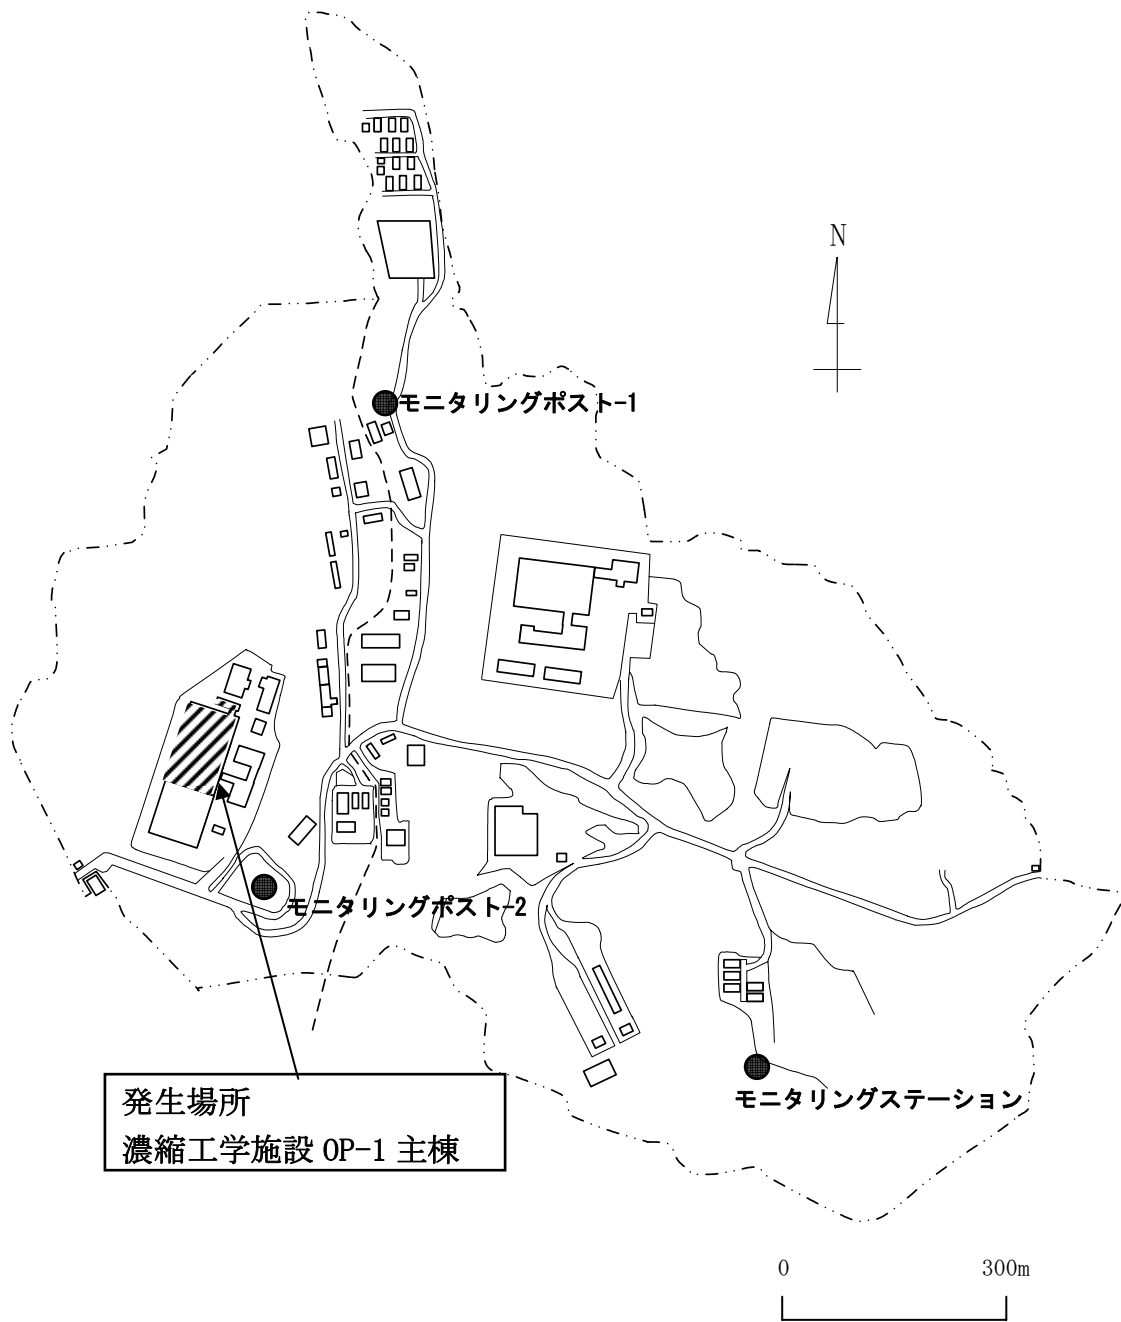 N
モニタリングポスト-1
モニタリングポスト-2
モニタリングステーション
発生場所
濃縮工学施設 OP-1 主棟
0 300m